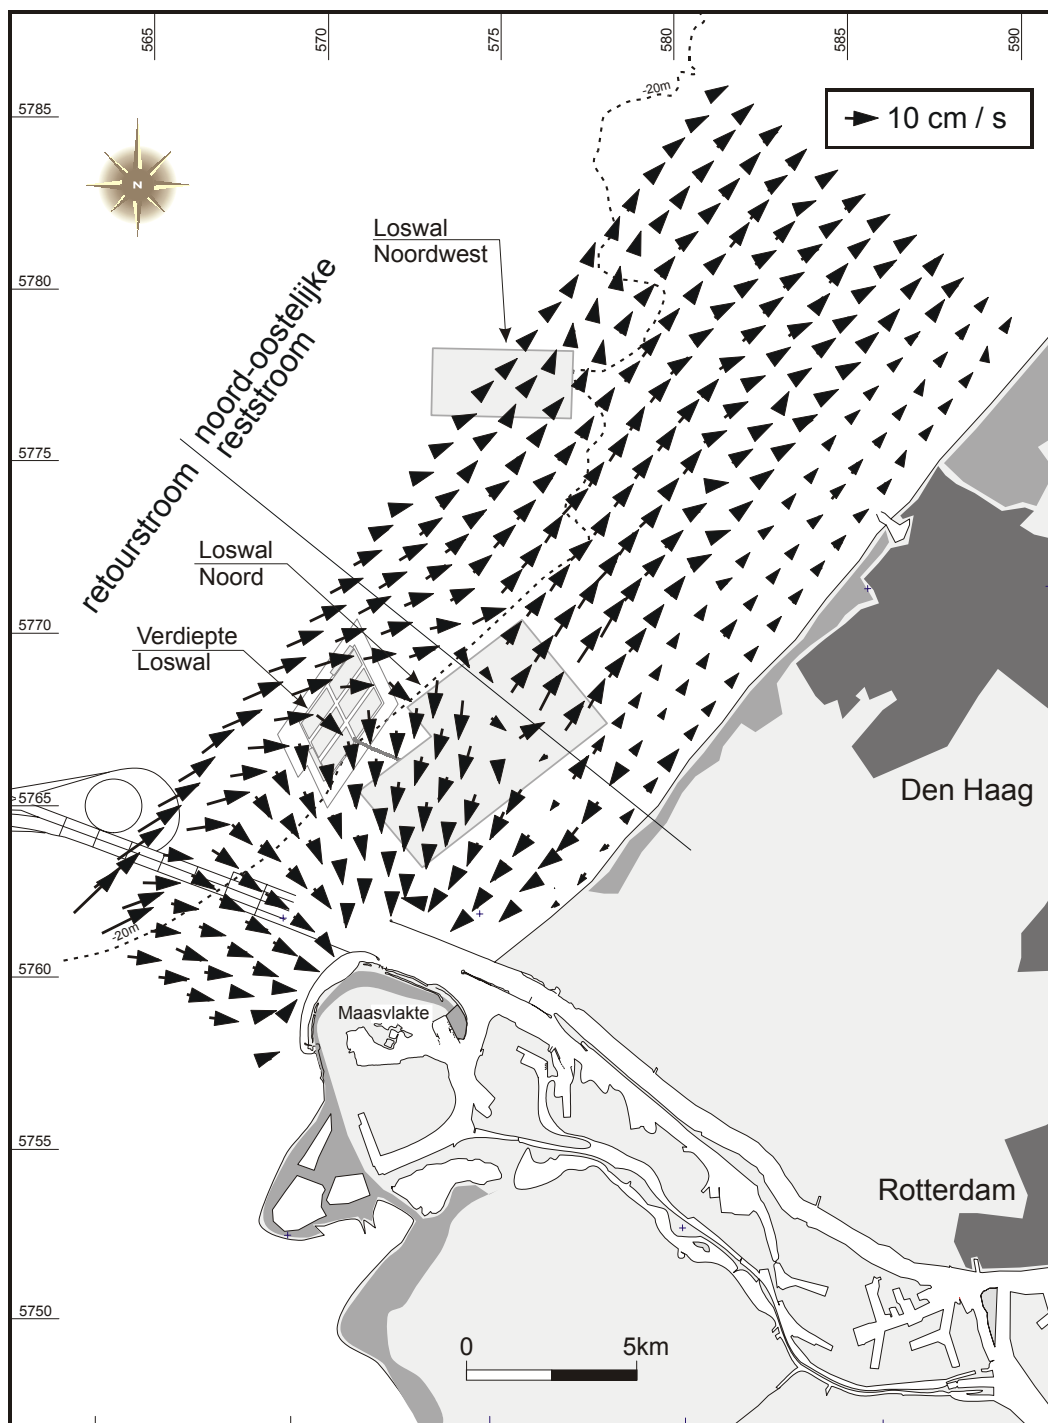 565
570
575
580
585
590
-20m
5785
10 cm / s
N
Loswal
Noordwest
5780
noord-oostelijke
reststroom
retourstroom
5775
Loswal
Noord
5770
Verdiepte
Loswal
5765
Den Haag
-20m
5760
Maasvlakte
5755
Rotterdam
5750
0
5km